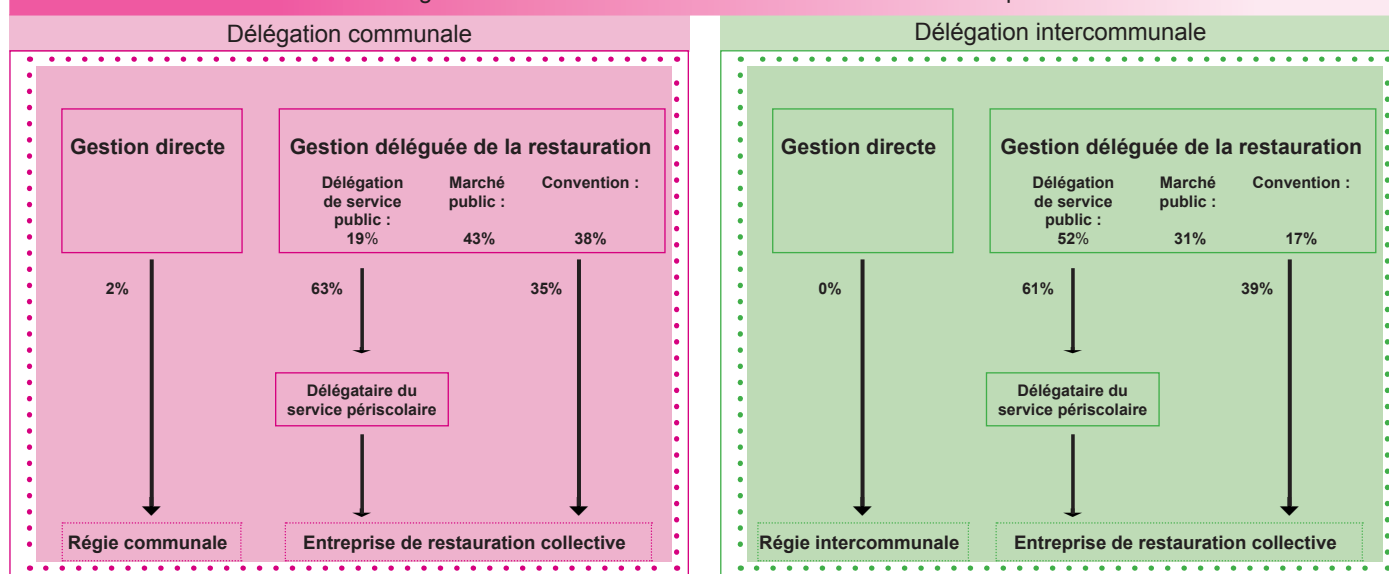 Délégation communale
Gestion directe
Gestion déléguée de la restauration
Délégation
de service
public :
19%
Marché
public :
43%
Convention :
38%
2%
63%
35%
Délégataire du
service périscolaire
Régie communale
Entreprise de restauration collective
Délégation intercommunale
Gestion directe
Gestion déléguée de la restauration
Délégation
de service
public :
52%
Marché
public :
31%
Convention :
17%
0%
61%
39%
Délégataire du
service périscolaire
Régie intercommunale
Entreprise de restauration collective